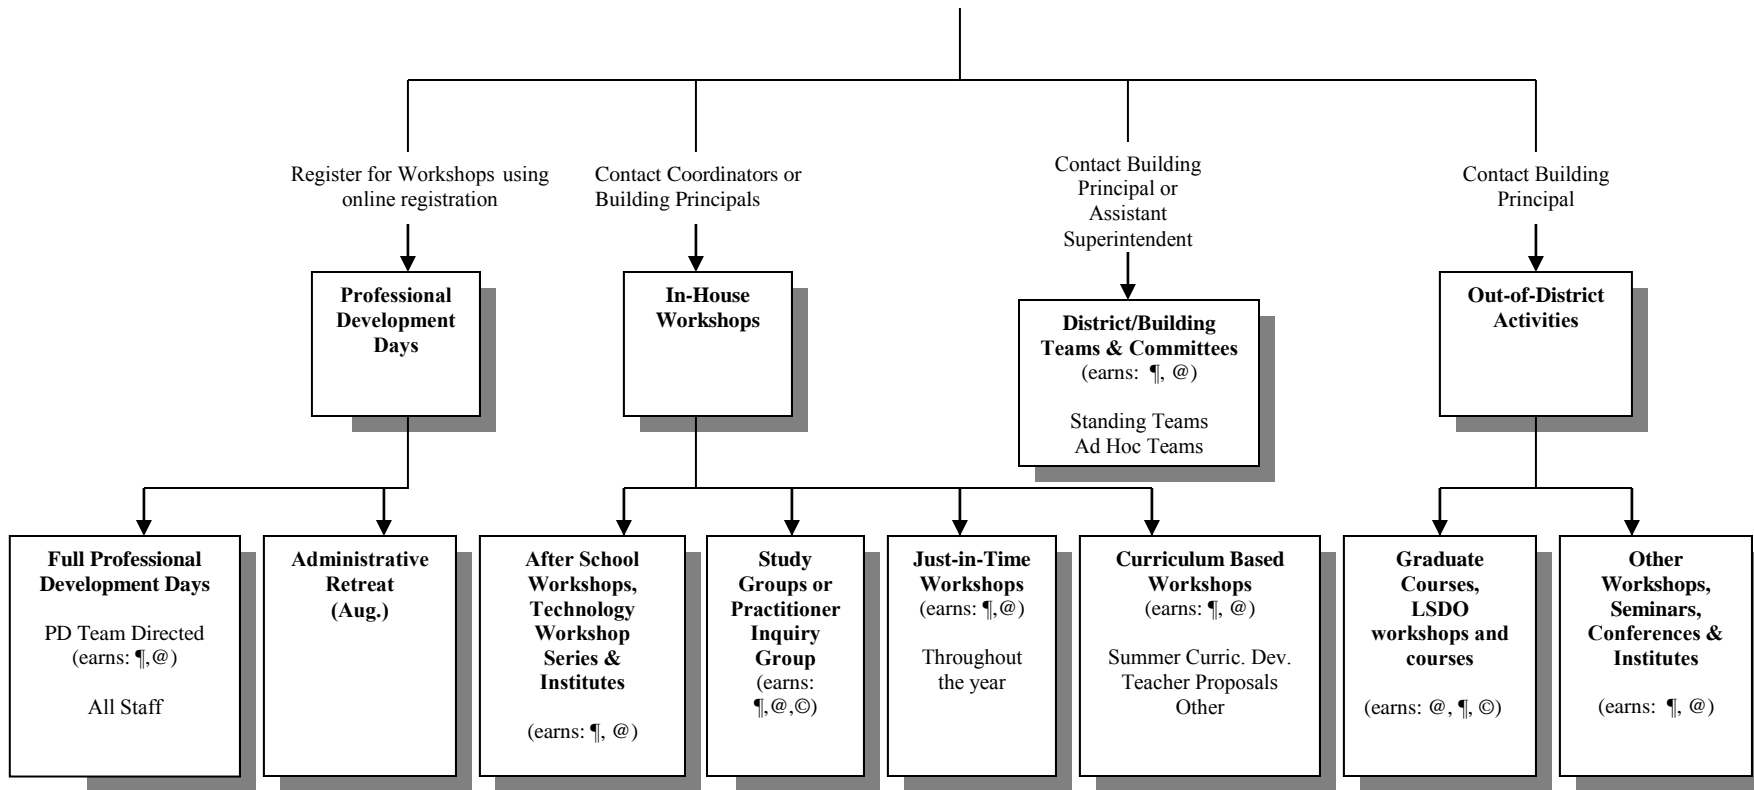 Register for Workshops using
online registration
Contact Coordinators or
Building Principals
Contact Building
Principal or
Assistant
Superintendent
Contact Building
Principal
Professional
Development
Days
In-House
Workshops
District/Building
Teams & Committees
(earns: ¶, @)
Standing Teams
Ad Hoc Teams
Out-of-District
Activities
Full Professional
Development Days
PD Team Directed
(earns: ¶,@)
All Staff
Administrative
Retreat
(Aug.)
After School
Workshops,
Technology
Workshop
Series &
Institutes
(earns: ¶, @)
Study
Groups or
Practitioner
Inquiry
Group
(earns:
¶,@,©)
Just-in-Time
Workshops
(earns: ¶,@)
Throughout
the year
Curriculum Based
Workshops
(earns: ¶, @)
Summer Curric. Dev.
Teacher Proposals
Other
Graduate
Courses,
LSDO
workshops and
courses
(earns: @, ¶, ©)
Other
Workshops,
Seminars,
Conferences &
Institutes
(earns: ¶, @)